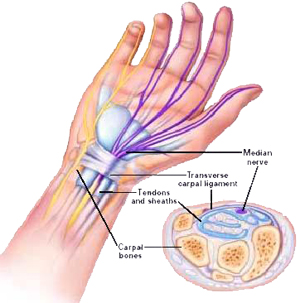 Median
nerve
Transverse
carpal ligament
Tendons
and sheaths
Carpal
bones